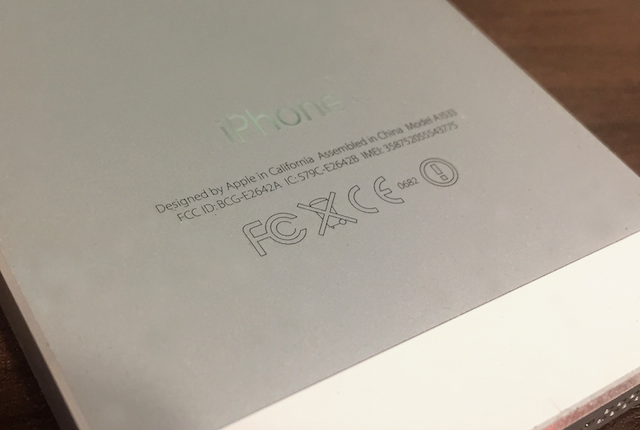 iPhone
Designed by Apple in California Assembled in China Model A1533
FCC ID: BCG-E2642A IC: 579C-E2642B IMEI: 358752055543775
FC CE 0682